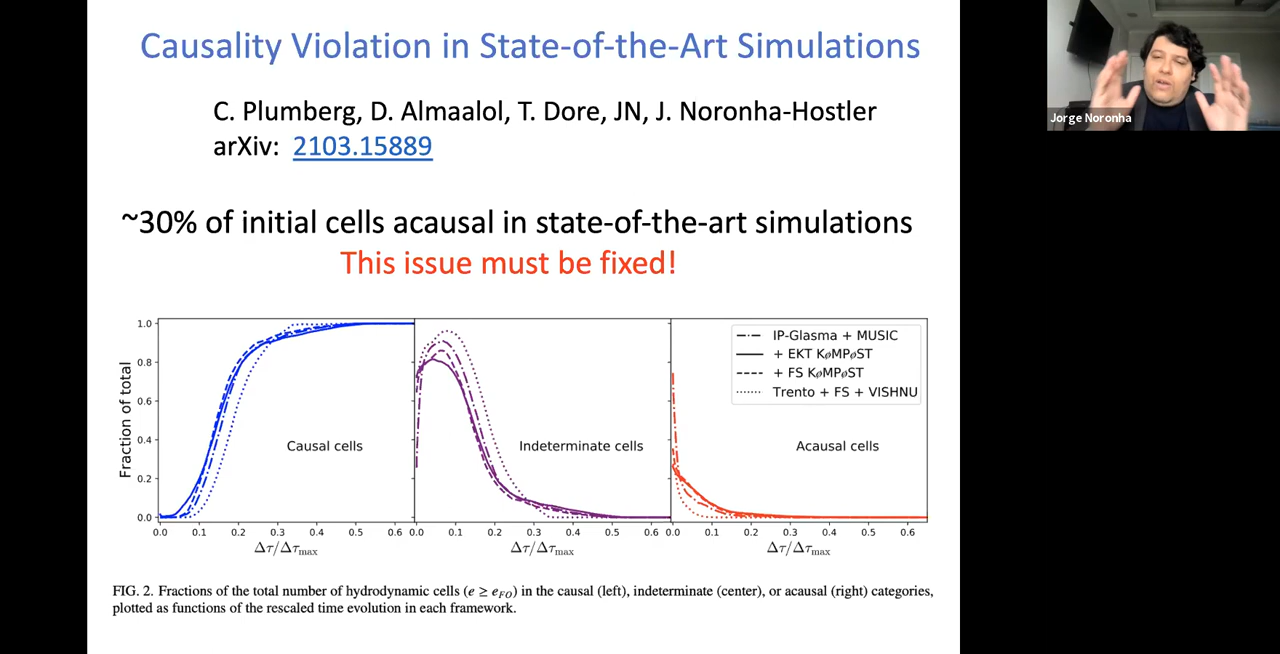 Causality Violation in State-of-the-Art Simulations
Jorge Noronha
C. Plumberg, D. Almaalol, T. Dore, JN, J. Noronha-Hostler
arXiv: 2103.15889
~30% of initial cells acausal in state-of-the-art simulations
This issue must be fixed!
Fraction of total
1.0
0.8
0.6
0.4
0.2
0.0
Causal cells
0.0 0.1 0.2 0.3 0.4 0.5 0.6
Δτ/Δτmax
Indeterminate cells
0.0 0.1 0.2 0.3 0.4 0.5 0.6
Δτ/Δτmax
IP-Glasma + MUSIC
+ EKT KøMPøST
+ FS KøMPøST
Trento + FS + VISHNU
Acausal cells
0.0 0.1 0.2 0.3 0.4 0.5 0.6
Δτ/Δτmax
FIG. 2. Fractions of the total number of hydrodynamic cells (e ≥ eFO) in the causal (left), indeterminate (center), or acausal (right) categories,
plotted as functions of the rescaled time evolution in each framework.